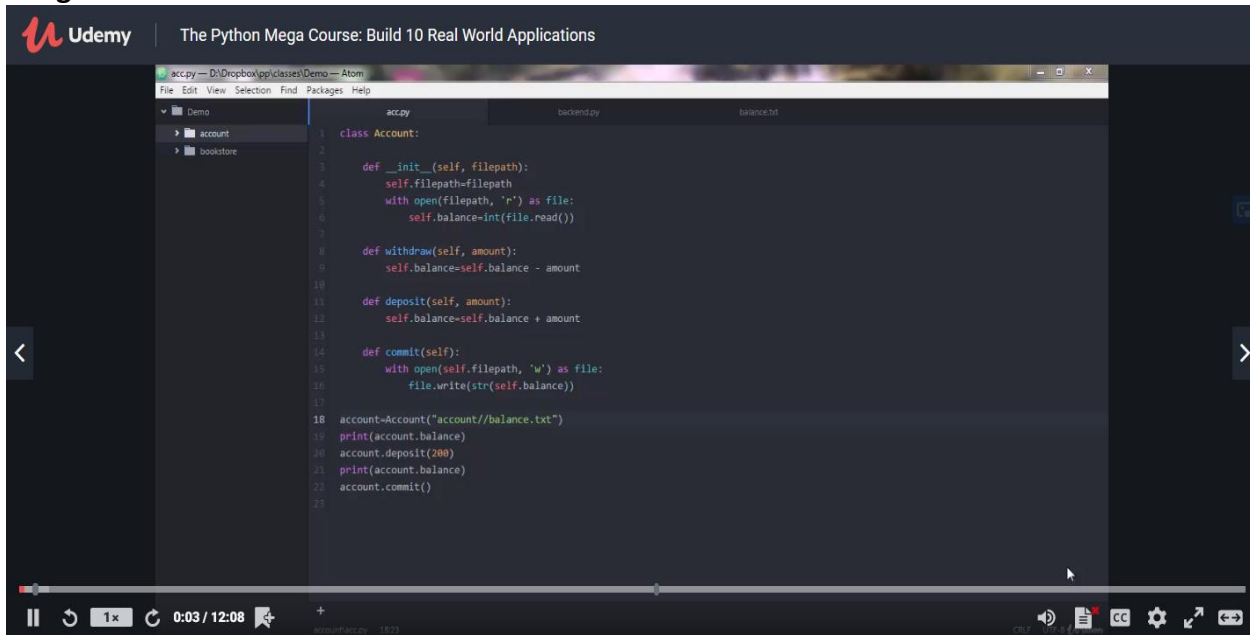 Udemy
The Python Mega Course: Build 10 Real World Applications
acc.py — D:\Dropbox\pp\classes\Demo — Atom
File Edit View Selection Find Packages Help
Demo
account
bookstore
acc.py
backend.py
balance.txt
1 class Account:
2
3 def __init__(self, filepath):
4 self.filepath=filepath
5 with open(filepath, 'r') as file:
6 self.balance=int(file.read())
7
8 def withdraw(self, amount):
9 self.balance=self.balance - amount
10
11 def deposit(self, amount):
12 self.balance=self.balance + amount
13
14 def commit(self):
15 with open(self.filepath, 'w') as file:
16 file.write(str(self.balance))
17
18 account=Account("account//balance.txt")
19 print(account.balance)
20 account.deposit(200)
21 print(account.balance)
22 account.commit()
23
1x
0:03 / 12:08
+
18:23
CRLF
CC